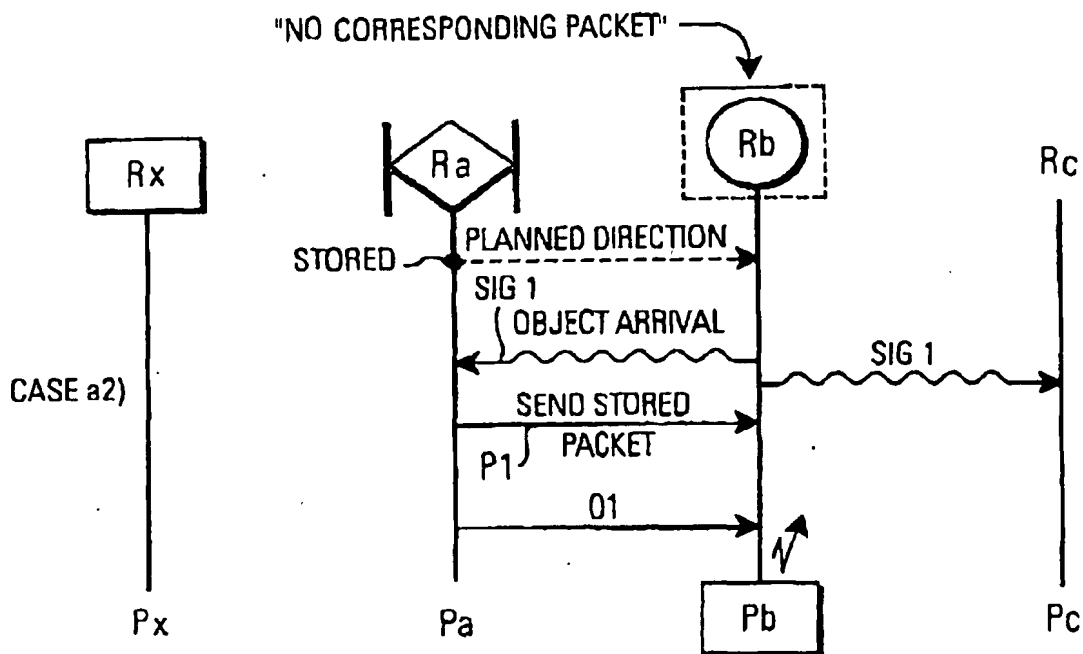 "NO CORRESPONDING PACKET"
Rx
Ra
Rb
Rc
STORED
PLANNED DIRECTION
SIG 1
OBJECT ARRIVAL
SIG 1
CASE a2)
SEND STORED
PACKET
P1
01
Px
Pa
Pb
Pc